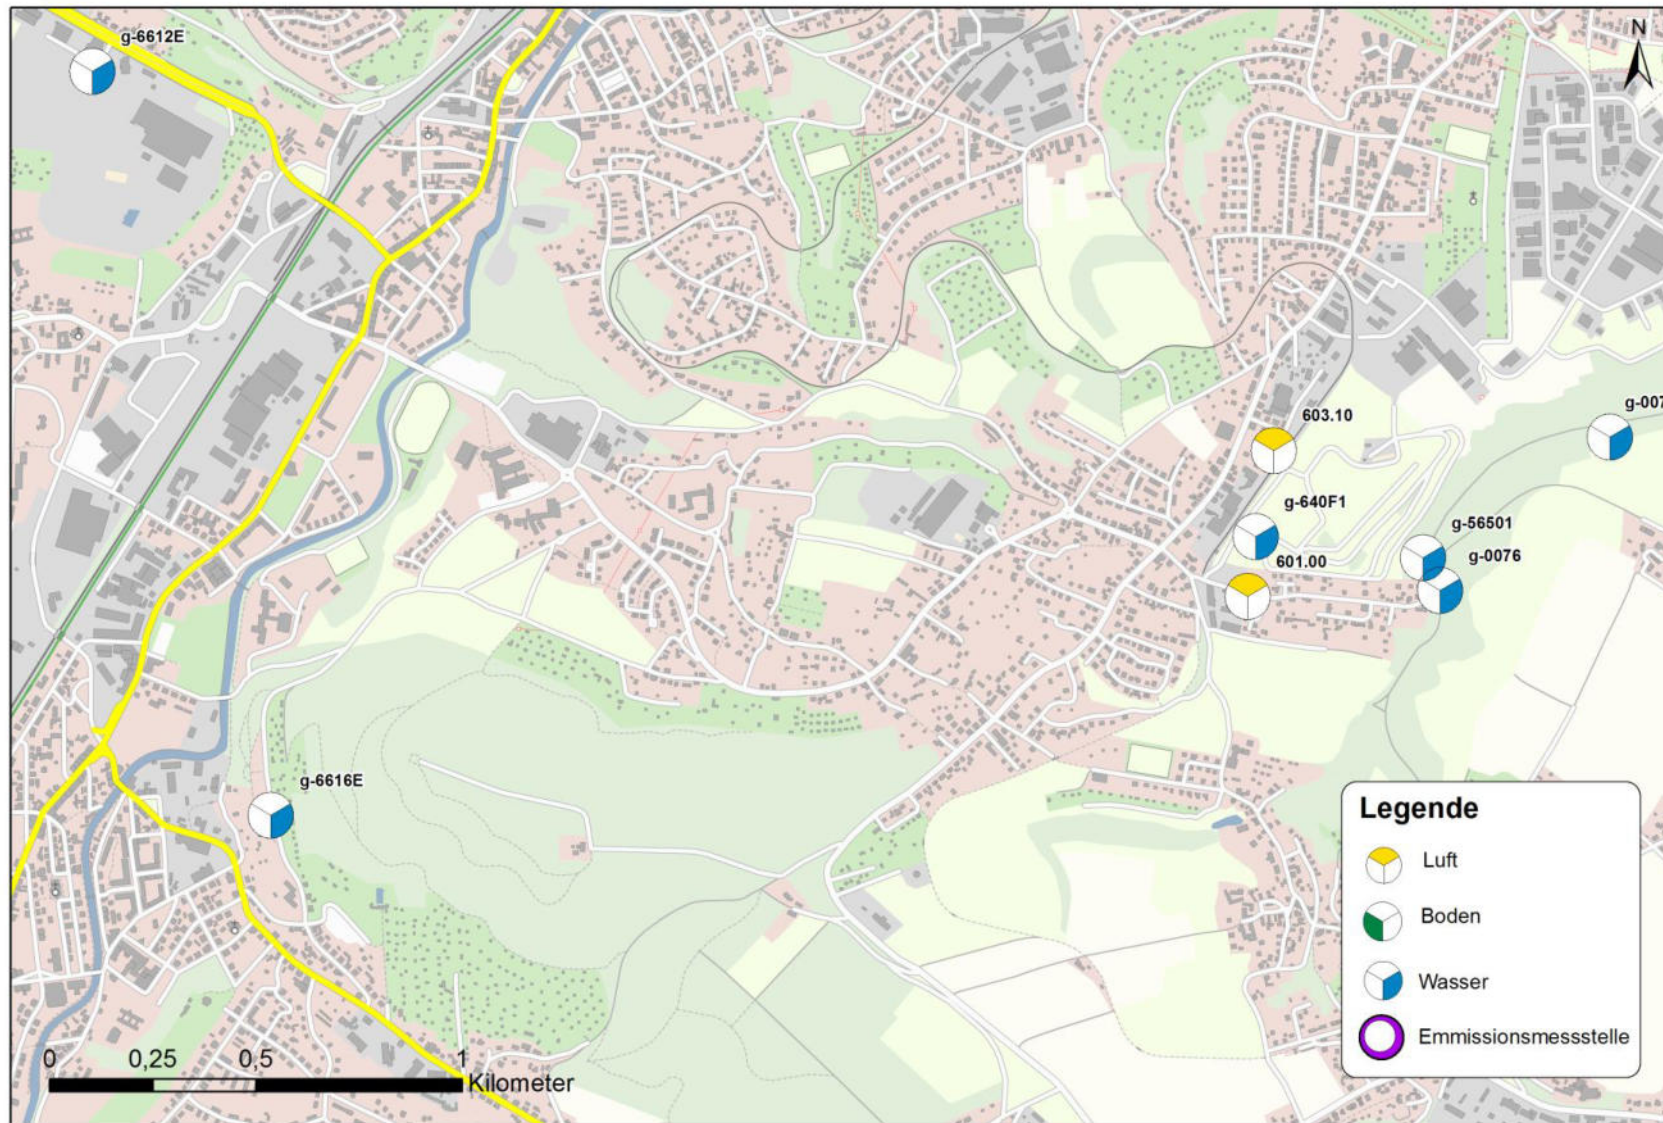 g-6612E
N
603.10
g-007
g-640F1
g-56501
601.00
g-0076
g-6616E
Legende
Luft
Boden
Wasser
Emmissionsmessstelle
0 0,25 0,5 1
Kilometer